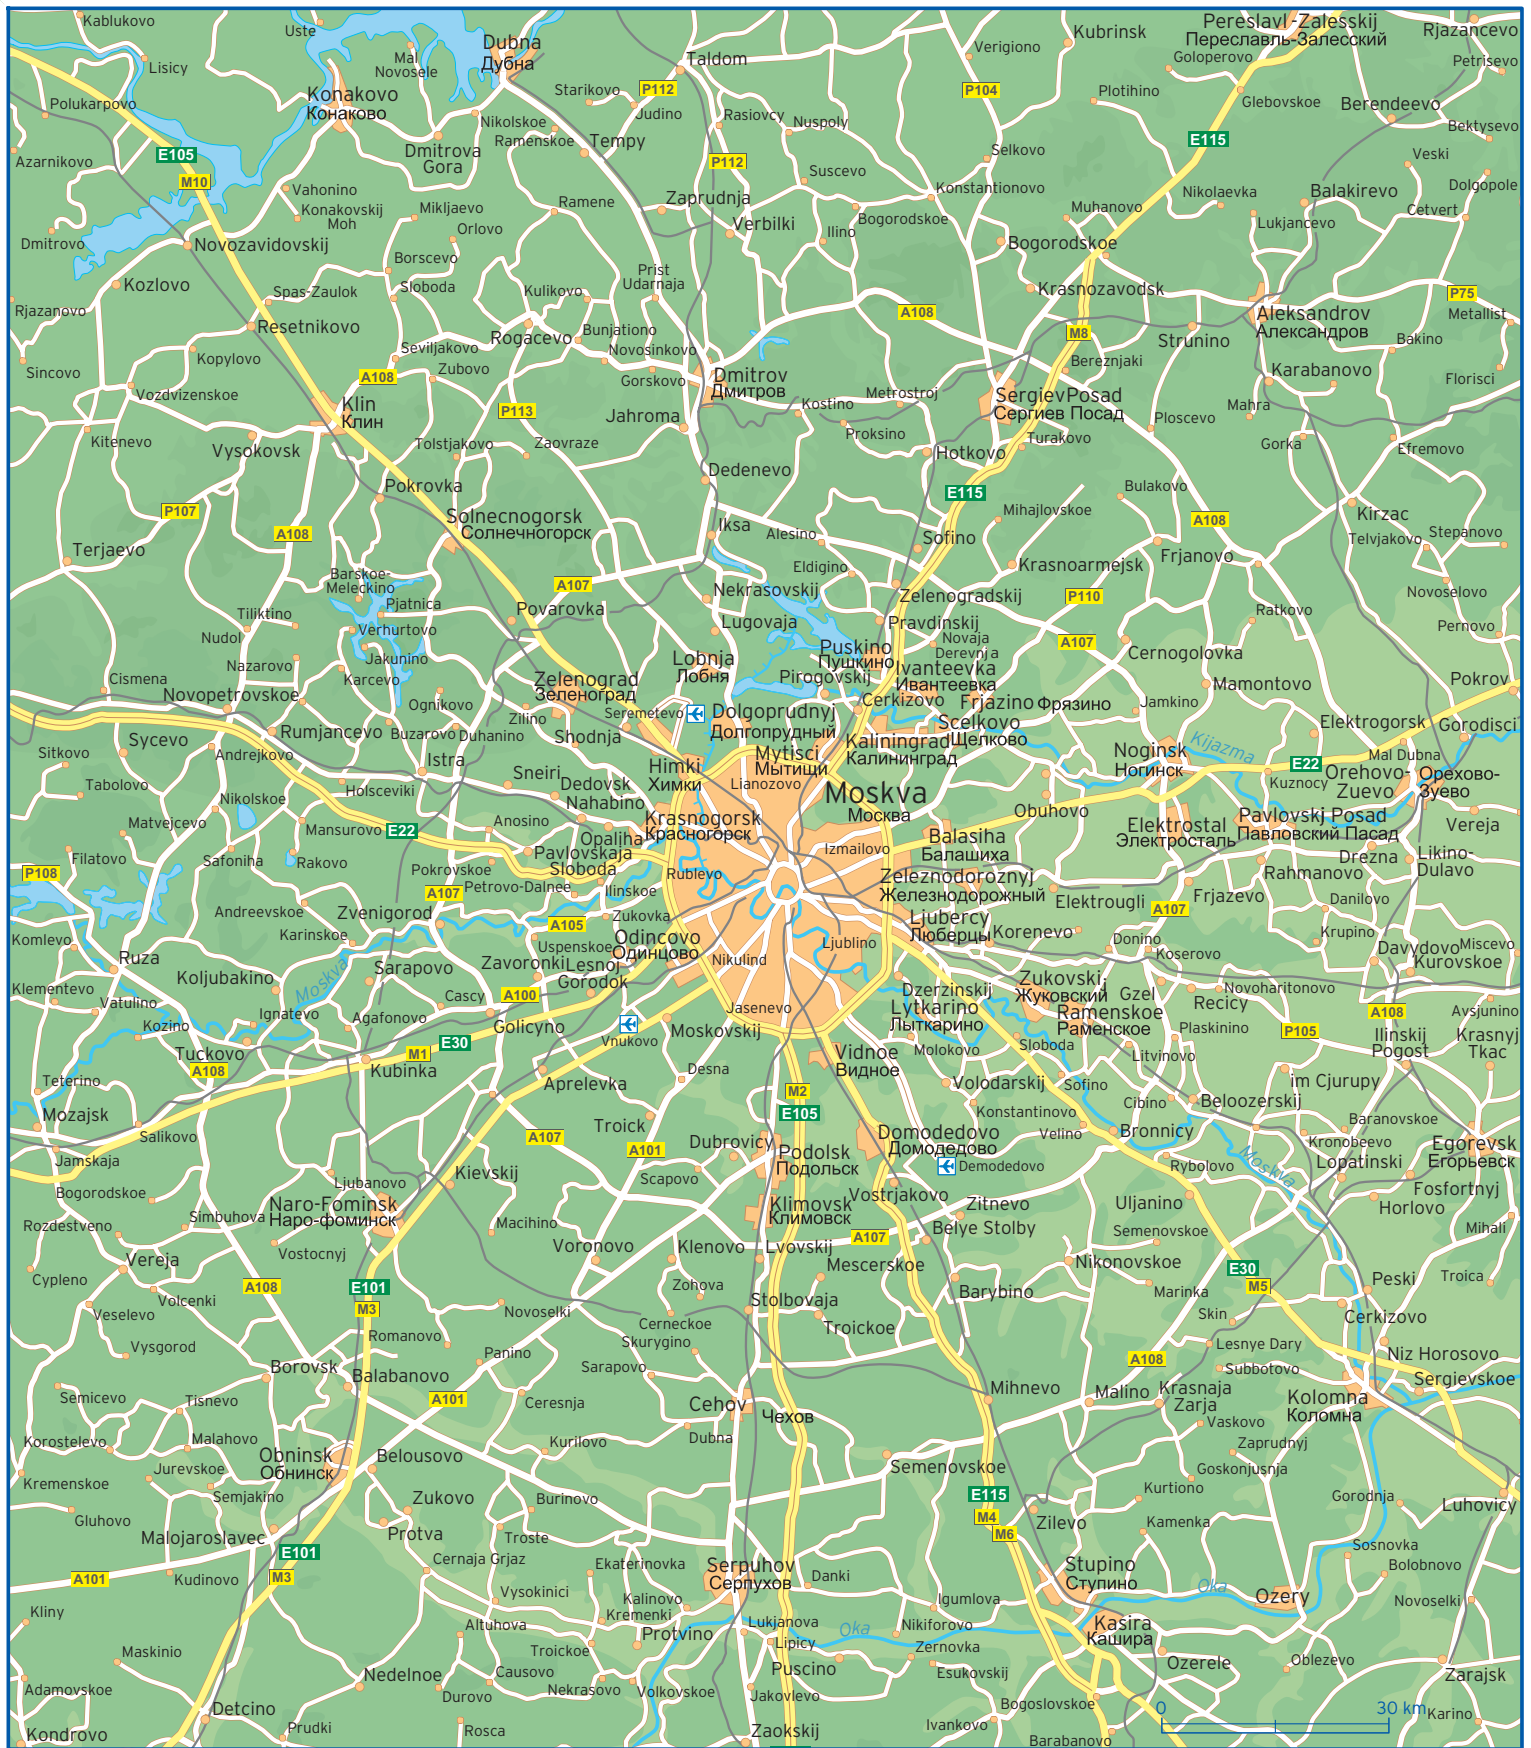 Kablukovo
Uste
Dubna
Дубна
Pereslavl-Zalesskij
Переславль-Залесский
Rjazancevo
Lisicy
Mal
Novosele
Taldom
Verigiono
Kubrinsk
Goloperovo
Petrisevo
Polukarpovo
Konakovo
Конаково
Starikovo
P112
Judino
Rasiovcy
P104
Plotihino
Glebovskoe
Berendeevo
Nikolskoe
Ramenskoe
Tempy
Nuspoly
E115
Bektysevo
Azarnikovo
E105
M10
Dmitrova
Gora
P112
Suscevo
Selkovo
Veski
Vahonino
Konakovskij
Moh
Mikljaevo
Ramene
Zaprudnja
Konstantionovo
Nikolaevka
Balakirevo
Dolgopole
Dmitrovo
Novozavidovskij
Orlovo
Verbilki
Ilino
Bogorodskoe
Muhanovo
Lukjancevo
Cetvert
Borscevo
Prist
Udarnaja
Bogorodskoe
Kozlovo
Spas-Zaulok
Sloboda
Kulikovo
Krasnozavodsk
P75
Rjazanovo
Resetnikovo
Rogacevo
Bunjationo
A108
Metallist
Aleksandrov
Александров
Seviljakovo
Novosinkovo
M8
Strunino
Bakino
Sincovo
Kopylovo
A108
Zubovo
Gorskovo
Dmitrov
Дмитров
Bereznjaki
Karabanovo
Florisci
Vozdvizenskoe
Klin
Клин
P113
Jahroma
Kostino
Metrostroj
Sergiev Posad
Сергиев Посад
Mahra
Ploscevo
Kitenevo
Vysokovsk
Tolstjakovo
Zaovraze
Proksino
Hotkovo
Turakovo
Gorka
Efremovo
Pokrovka
Dedenevo
E115
Bulakovo
P107
A108
Solnecnogorsk
Солнечногорск
Iksa
Alesino
Mihajlovskoe
A108
Kirzac
Terjaevo
Sofino
Telvjakovo
Stepanovo
Barskoe-
Meleckino
A107
Eldigino
Krasnoarmejsk
Frjanovo
Pjatnica
Nekrasovskij
Zelenogradskij
P110
Novoselovo
Tiliktino
Verhurtovo
Povarovka
Lugovaja
Pravdinskij
Ratkovo
Nudol
Jakunino
Puskino
Пушкино
Novaja
Derevnja
A107
Pernovo
Nazarovo
Karcevo
Lobnja
Лобня
Pirogovskij
Ivanteevka
Ивантеевка
Cernogolovka
Cismena
Novopetrovskoe
Ognikovo
Zelenograd
Зеленоград
Cerkizovo
Frjazino
Фрязино
Mamontovo
Pokrov
Buzarovo
Duhanino
Zilino
Seremetevo
Dolgoprudnyj
Долгопрудный
Jamkino
Sycevo
Rumjancevo
Shodnja
Scelkovo
Щелково
Elektrogorsk
Gorodisci
Sitkovo
Andrejkovo
Istra
Himki
Химки
Mytisci
Мытищи
Kaliningrad
Калининград
Noginsk
Ногинск
Kijazma
Mal Dubna
Tabolovo
Holsceviki
Sneiri
Dedovsk
Lianozovo
E22
Orehovo-
Zuevo
Орехово-
Зуево
Nikolskoe
Nahabino
Moskva
Москва
Obuhovo
Kuznocy
Matvejcevo
Mansurovo
E22
Anosino
Opaliha
Krasnogorsk
Красногорск
Elektrostal
Электросталь
Pavlovskj Posad
Павловский Пасад
Vereja
Filatovo
Safoniha
Rakovo
Pavlovskaja
Sloboda
Izmailovo
Balasiha
Балашиха
Drezna
Likino-
Dulavo
P108
Pokrovskoe
Petrovo-Dalnee
Ilinskoe
Rublevo
Zeleznodoroznyj
Железнодорожный
Rahmanovo
A107
Frjazevo
Andreevskoe
Zvenigorod
A105
Zukovka
Elektrougli
A107
Danilovo
Komlevo
Karinskoe
Uspenskoe
Odincovo
Одинцово
Ljublino
Ljubercy
Люберцы
Korenevo
Donino
Krupino
Davydovo
Miscevo
Ruza
Koljubakino
Sarapovo
Zavoronki
Lesnoj
Gorodok
Nikulind
Koserovo
Kurovskoe
Klementevo
Moskva
Cascy
A100
Dzerzinskij
Zukovskij
Жуковский
Gzel
Recicy
Novoharitonovo
Vatulino
Ignatevo
Agafonovo
Golicyno
Jasenevo
Lytkarino
Лыткарино
Ramenskoe
Раменское
A108
Avsjunino
Kozino
Vnukovo
Moskovskij
Plaskinino
P105
Ilinskij
Pogost
Krasnyj
Tkac
Tuckovo
E30
M1
Vidnoe
Видное
Molokovo
Sloboda
Litvinovo
A108
Kubinka
Aprelevka
Desna
Volodarskij
Sofino
im Cjurupy
Teterino
M2
Cibino
Beloozerskij
Mozajsk
E105
Konstantinovo
Baranovskoe
Salikovo
A107
Troick
Velino
Bronnicy
Kronobeevo
Egorevsk
Егорьевск
A101
Dubrovicy
Domodedovo
Домодедово
Jamskaja
Podolsk
Подольск
Demodedovo
Moskva
Lopatinski
Rybolovo
Kievskij
Scapovo
Ljubanovo
Bogorodskoe
Vostrjakovo
Uljanino
Fosfortnyj
Naro-Fominsk
Наро-фоминск
Klimovsk
Климовск
Zitnevo
Horlovo
Rozdestveno
Simbuhova
Macihino
Belye Stolby
Semenovskoe
Mihali
Vostocnyj
Voronovo
Klenovo
Lvovskij
A107
Vereja
Mescerskoe
Nikonovskoe
E30
Cypleno
A108
E101
Zohova
Barybino
Marinka
M5
Peski
Troica
Volcenki
Veselevo
M3
Novoselki
Cerneckoe
Stolbovaja
Troickoe
Skin
Cerkizovo
Romanovo
Skurygino
Lesnye Dary
Vysgorod
Panino
Sarapovo
A108
Niz Horosovo
Borovsk
Balabanovo
Subbotovo
Sergievskoe
Semicevo
Tisnevo
A101
Ceresnja
Cehov
Чехов
Mihnevo
Malino
Krasnaja
Zarja
Kolomna
Коломна
Korostelevo
Malahovo
Dubna
Vaskovo
Obninsk
Обнинск
Belousovo
Kurilovo
Zaprudnyj
Kremenskoe
Jurevskoe
Semenovskoe
Goskonjusnja
Semjakino
Zukovo
Burinovo
E115
Kurtiono
Gorodnja
Luhovicy
Gluhovo
Malojaroslavec
Protva
Troste
M4
M6
Zilevo
Kamenka
Sosnovka
E101
Cernaja Grjaz
Ekaterinovka
Serpuhov
Серпухов
Stupino
Ступино
Bolobnovo
A101
Kudinovo
M3
Vysokinici
Danki
Oka
Ozery
Kalinovo
Igumlova
Novoselki
Kliny
Kremenki
Altuhova
Lukjanova
Oka
Nikiforovo
Kasira
Кашира
Protvino
Maskinio
Troickoe
Lipicy
Zernovka
Ozerele
Oblezevo
Nedelnoe
Causovo
Puscino
Esukovskij
Zarajsk
Adamovskoe
Durovo
Nekrasovo
Volkovskoe
Jakovlevo
Bogoslovskoe
0
30 km
Detcino
Karino
Kondrovo
Prudki
Rosca
Zaokskij
Ivankovo
Barabanovo